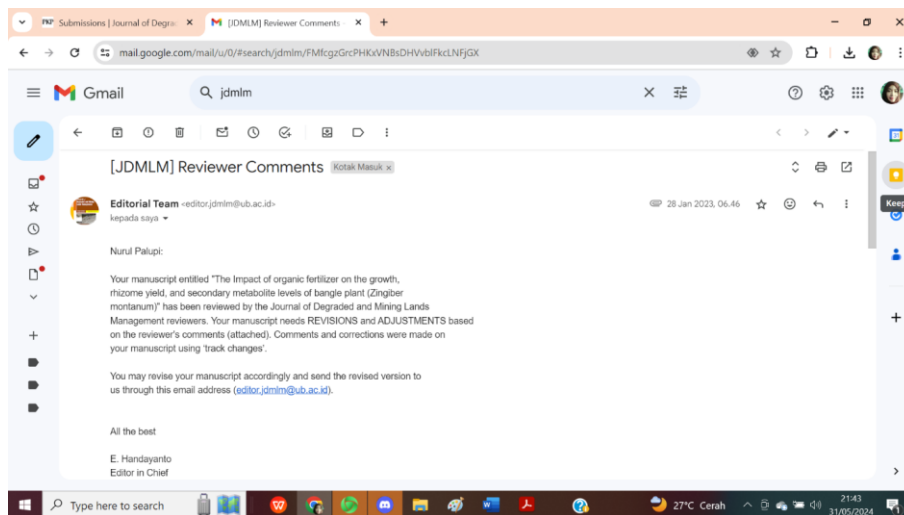 PKP Submissions | Journal of Degrac
[JDMLM] Reviewer Comments -
mail.google.com/mail/u/0/#search/jdmlm/FMfcgzGrcPHKxVNBsDHVvblFkcLNFjGX
Gmail
jdmlm
[JDMLM] Reviewer Comments Kotak Masuk x
Editorial Team <editor.jdmlm@ub.ac.id>
28 Jan 2023, 06.46
kepada saya
Keep
Nurul Palupi:
Your manuscript entitled "The Impact of organic fertilizer on the growth,
rhizome yield, and secondary metabolite levels of bangle plant (Zingiber
montanum)" has been reviewed by the Journal of Degraded and Mining Lands
Management reviewers. Your manuscript needs REVISIONS and ADJUSTMENTS based
on the reviewer's comments (attached). Comments and corrections were made on
your manuscript using 'track changes'.
You may revise your manuscript accordingly and send the revised version to
us through this email address (editor.jdmlm@ub.ac.id).
All the best
E. Handayanto
Editor in Chief
Type here to search
27°C Cerah
21:43
31/05/2024